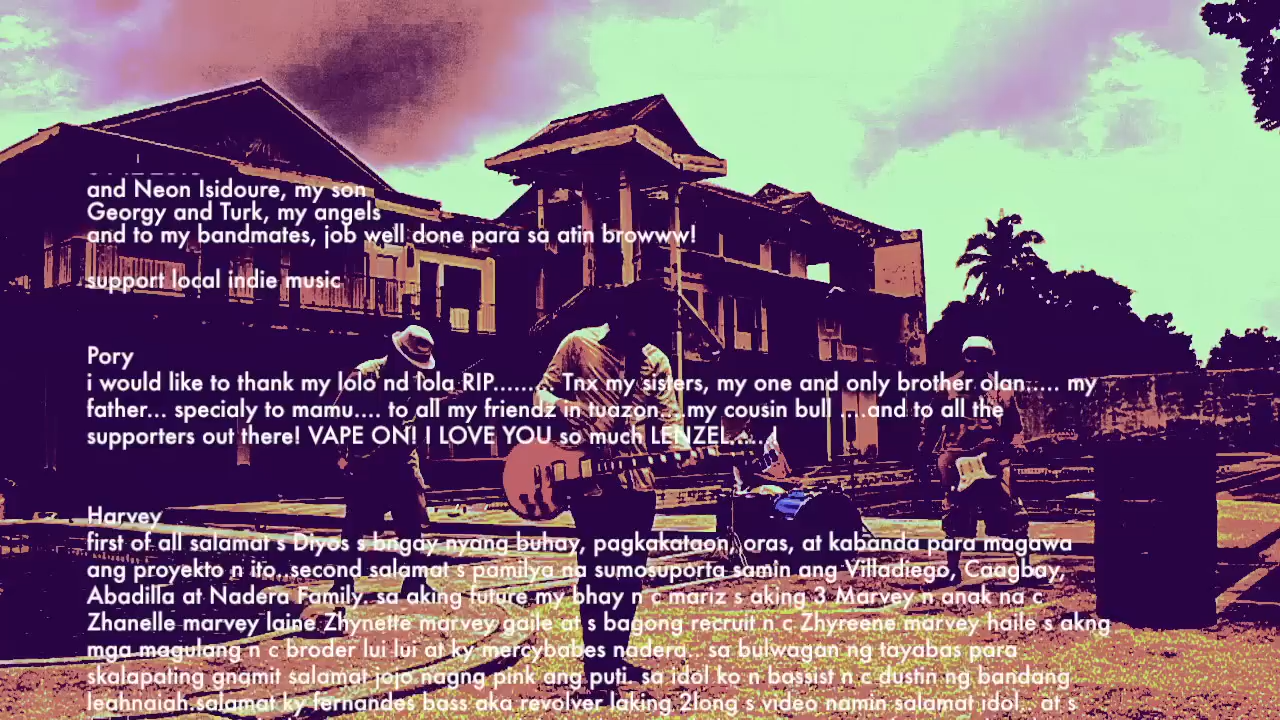 and Neon Isidoure, my son
Georgy and Turk, my angels
and to my bandmates, job well done para sa atin browww!
support local indie music
Pory
i would like to thank my lolo nd lola RIP......... Tnx my sisters, my one and only brother olan..... my
father... specialy to mamu.... to all my friendz in tuazon....my cousin bull ....and to all the
supporters out there! VAPE ON! I LOVE YOU so much LENZEL.....!
Harvey
first of all salamat s Diyos s brigay nyang buhay, pagkakataon, oras, at kabanda para magawa
ang proyekto n ito. second salamat s pamilya na sumosuporta samin ang Villadiego, Caagbay,
Abadilla at Nadera Family. sa aking future my bhay n c mariz s aking 3 Marvey n anak na c
Zhanelle marvey laine Zhynette marvey gaile at s bagong recruit n c Zhyreene marvey haile s akng
mga magulang n c broder lui lui at ky mercybabes nadera.. sa bulwagan ng tayabas para
skalapating gngmit salamat jojo nagng pink ang puti. sa idol ko n bassist n c dustin ng bandang
leahnaiah.salamat ky fernandes bass aka revolver laking 2long s video namin salamat idol.. at s